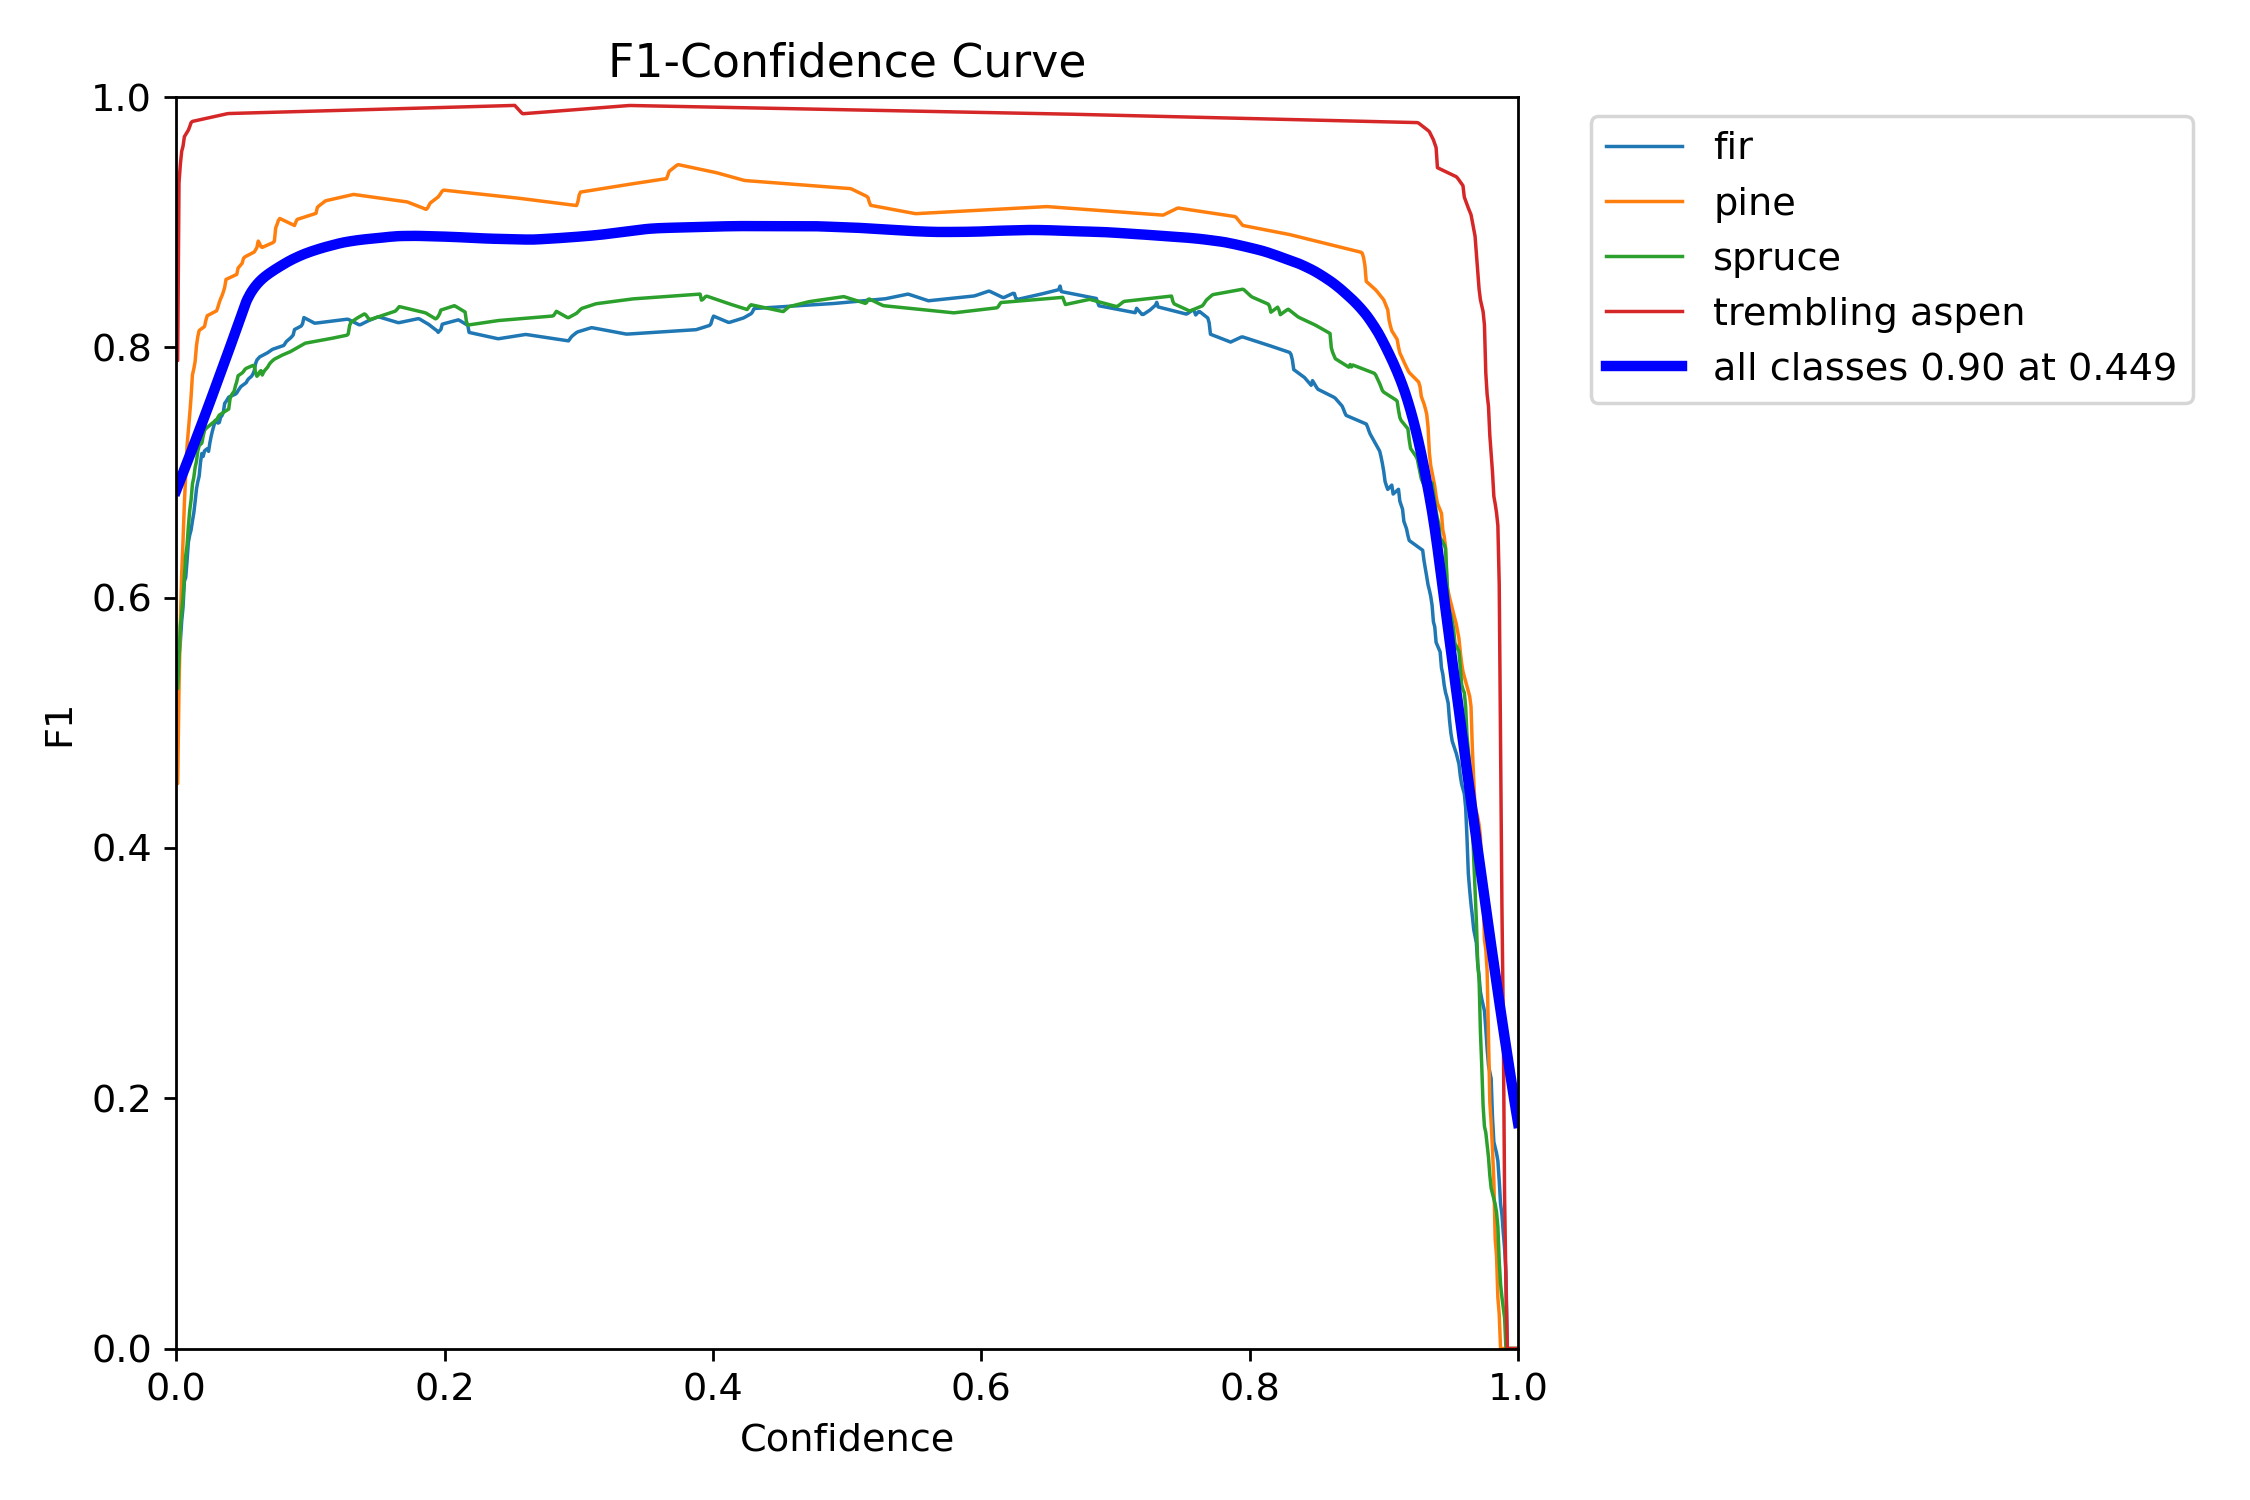 F1-Confidence Curve
1.0
0.8
0.6
0.4
0.2
0.0
F1
0.0 0.2 0.4 0.6 0.8 1.0
Confidence
fir
pine
spruce
trembling aspen
all classes 0.90 at 0.449